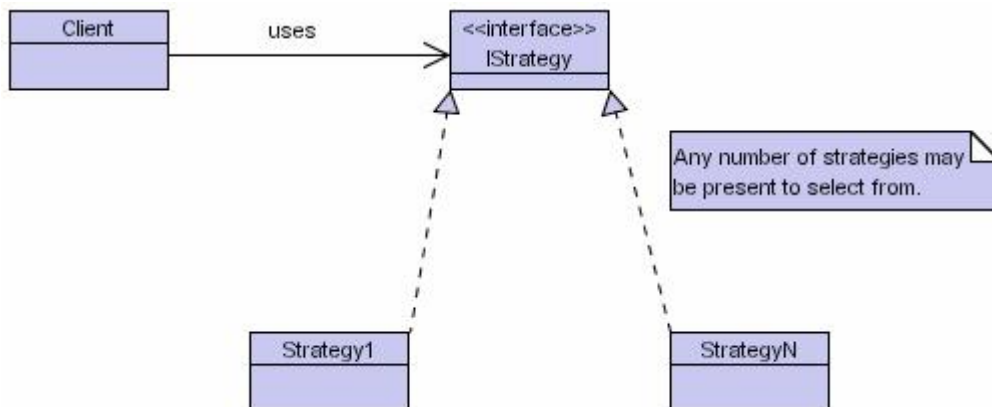 Client
uses
<<interface>>
IStrategy
Any number of strategies may
be present to select from.
Strategy1
StrategyN